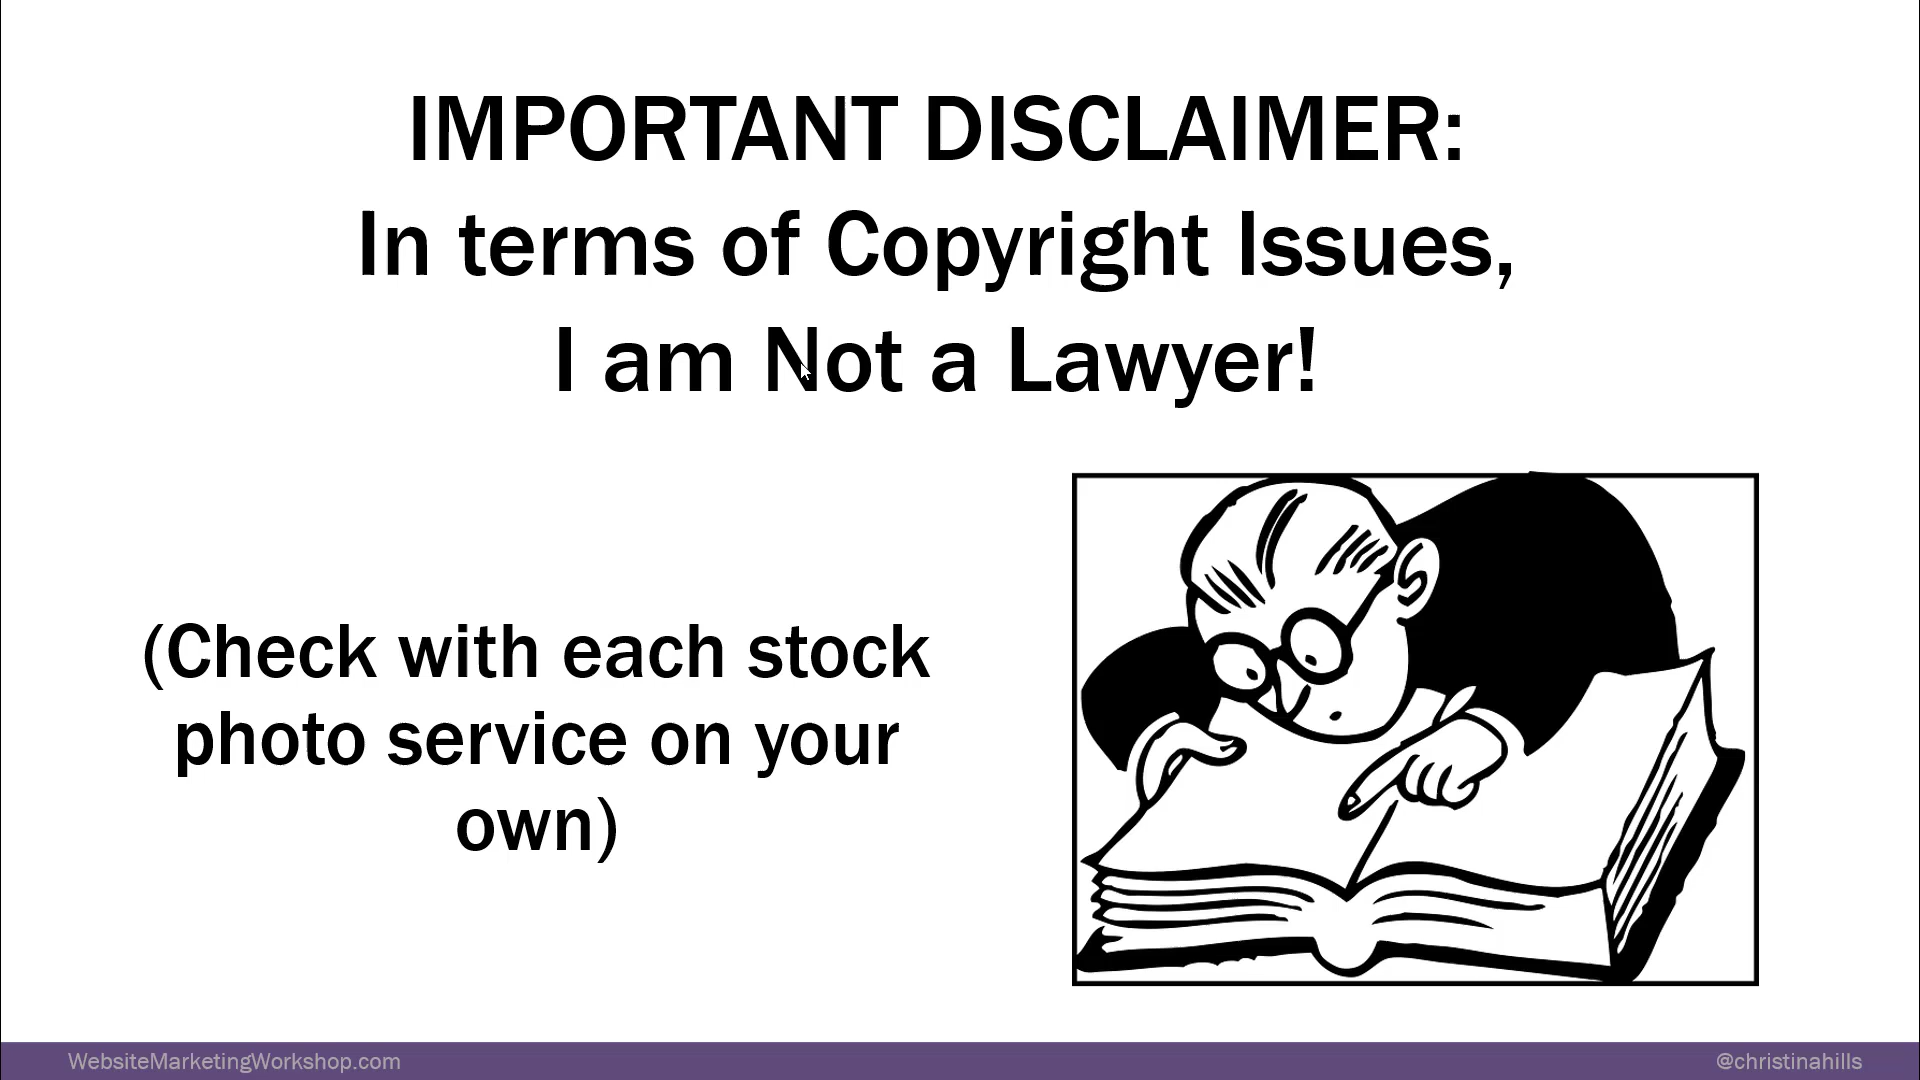 IMPORTANT DISCLAIMER:
In terms of Copyright Issues,
I am Not a Lawyer!
(Check with each stock
photo service on your
own)
WebsiteMarketingWorkshop.com
@christinahills